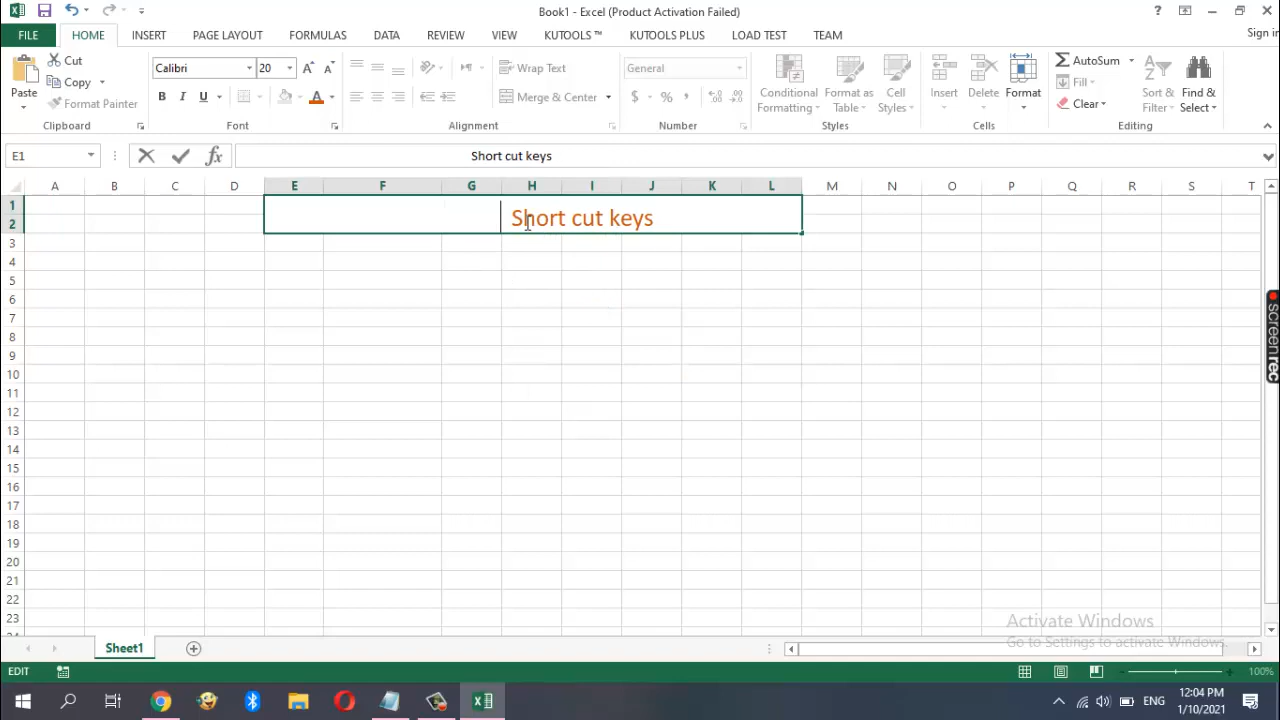 Book1 - Excel (Product Activation Failed)
FILE HOME INSERT PAGE LAYOUT FORMULAS DATA REVIEW VIEW KUTOOLS ™ KUTOOLS PLUS LOAD TEST TEAM Sign in
Paste Cut Copy Format Painter
Clipboard
Calibri 20 A A
B I U A
Font
Wrap Text
Merge & Center
Alignment
General
$ % ,
Number
Conditional Formatting
Format as Table
Cell Styles
Styles
Insert Delete Format
Cells
AutoSum
Fill
Clear
Sort & Filter
Find & Select
Editing
E1 fx Short cut keys
A B C D E F G H I J K L M N O P Q R S T
1
2 Short cut keys
3
4
5
6
7
8
9
10
11
12
13
14
15
16
17
18
19
20
21
22
23
24
screenrec
Activate Windows
Go to Settings to activate Windows.
Sheet1
EDIT 100%
ENG 12:04 PM
1/10/2021